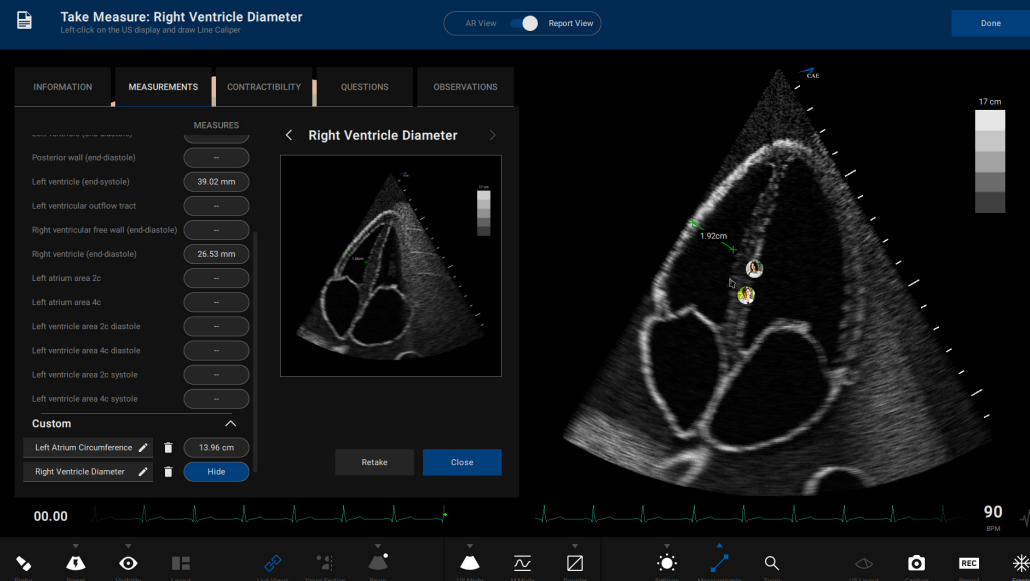 Take Measure: Right Ventricle Diameter
Left-click on the US display and draw Line Caliper
AR View
Report View
Done
INFORMATION
MEASUREMENTS
CONTRACTIBILITY
QUESTIONS
OBSERVATIONS
MEASURES
Posterior wall (end-diastole) --
Left ventricle (end-systole) 39.02 mm
Left ventricular outflow tract --
Right ventricular free wall (end-diastole) --
Right ventricle (end-diastole) 26.53 mm
Left atrium area 2c --
Left atrium area 4c --
Left ventricle area 2c diastole --
Left ventricle area 4c diastole --
Left ventricle area 2c systole --
Left ventricle area 4c systole --
Custom
Left Atrium Circumference 13.96 cm
Right Ventricle Diameter Hide
Right Ventricle Diameter
Retake
Close
CAE
17 cm
1.92cm
00.00
90
BPM
REC